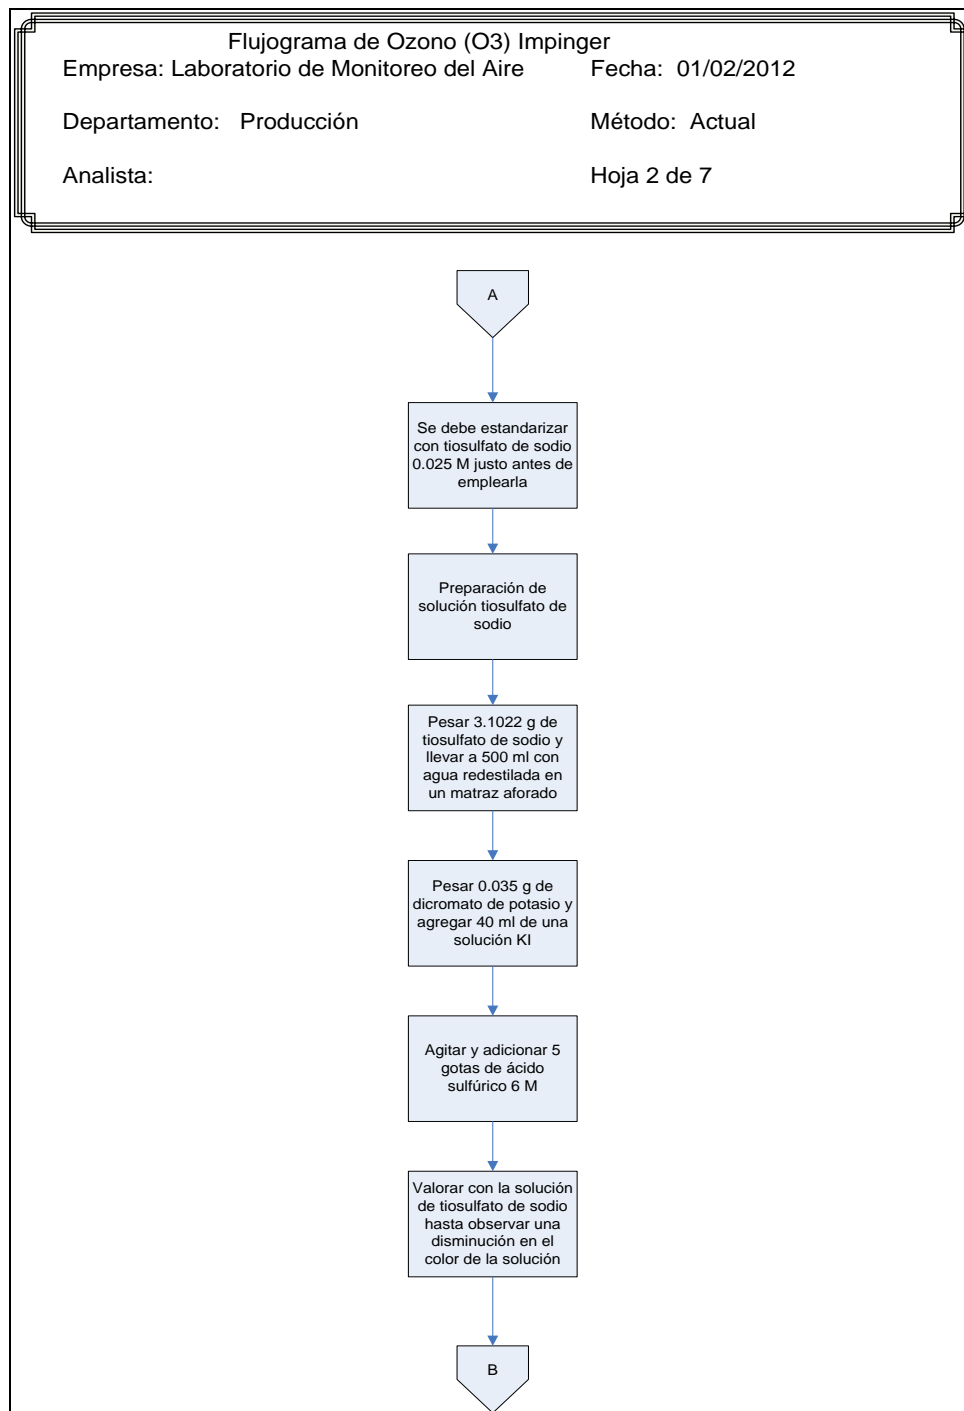 Flujograma de Ozono (O3) Impinger
Empresa: Laboratorio de Monitoreo del Aire Fecha: 01/02/2012
Departamento: Producción Método: Actual
Analista: Hoja 2 de 7
A
Se debe estandarizar
con tiosulfato de sodio
0.025 M justo antes de
emplearla
Preparación de
solución tiosulfato de
sodio
Pesar 3.1022 g de
tiosulfato de sodio y
llevar a 500 ml con
agua redestilada en
un matraz aforado
Pesar 0.035 g de
dicromato de potasio y
agregar 40 ml de una
solución KI
Agitar y adicionar 5
gotas de ácido
sulfúrico 6 M
Valorar con la solución
de tiosulfato de sodio
hasta observar una
disminución en el
color de la solución
B